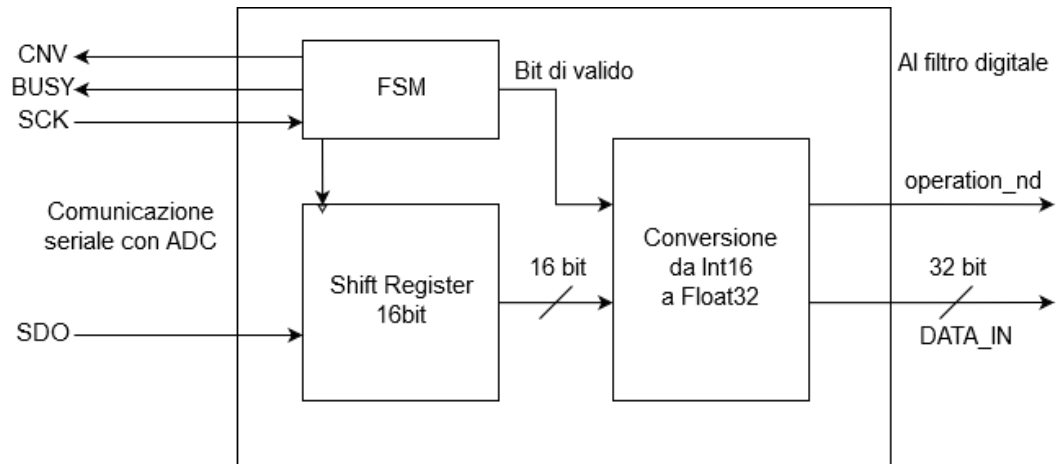 CNV
BUSY
SCK
FSM
Bit di valido
Al filtro digitale
Comunicazione
seriale con ADC
SDO
Shift Register
16bit
16 bit
Conversione
da Int16
a Float32
operation_nd
32 bit
DATA_IN